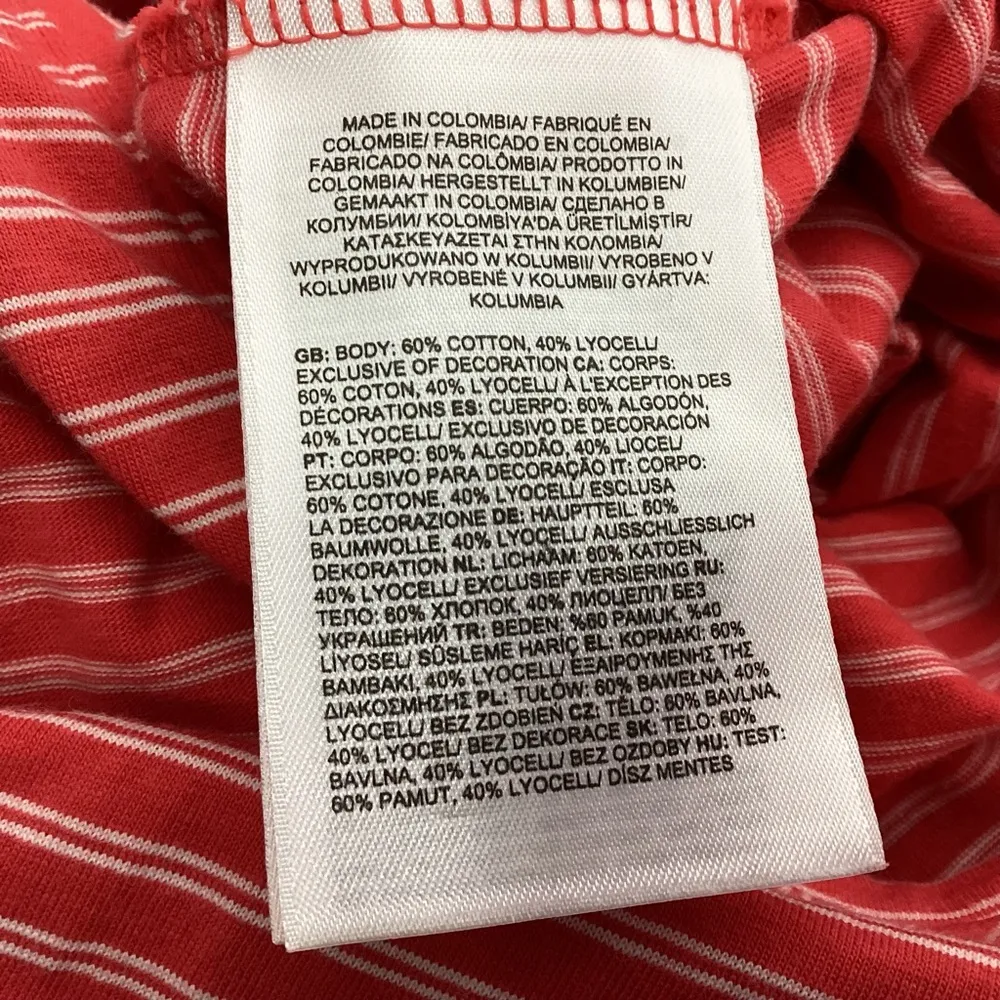 MADE IN COLOMBIA/ FABRIQUÉ EN
COLOMBIE/ FABRICADO EN COLOMBIA/
FABRICADO NA COLÔMBIA/ PRODOTTO IN
COLOMBIA/ HERGESTELLT IN KOLUMBIEN/
GEMAAKT IN COLOMBIA/ СДЕЛАНО В
КОЛУМБИИ/ KOLOMBİYA'DA ÜRETİLMİŞTİR/
ΚΑΤΑΣΚΕΥΑΖΕΤΑΙ ΣΤΗΝ ΚΟΛΟΜΒΙΑ/
WYPRODUKOWANO W KOLUMBII/ VYROBENO V
KOLUMBII/ VYROBENÉ V KOLUMBII/ GYÁRTVA:
KOLUMBIA
GB: BODY: 60% COTTON, 40% LYOCELL/
EXCLUSIVE OF DECORATION CA: CORPS:
60% COTON, 40% LYOCELL/ À L'EXCEPTION DES
DÉCORATIONS ES: CUERPO: 60% ALGODÓN,
40% LYOCELL/ EXCLUSIVO DE DECORACIÓN
PT: CORPO: 60% ALGODÃO, 40% LIOCEL/
EXCLUSIVO PARA DECORAÇÃO IT: CORPO:
60% COTONE, 40% LYOCELL/ ESCLUSA
LA DECORAZIONE DE: HAUPTTEIL: 60%
BAUMWOLLE, 40% LYOCELL/ AUSSCHLIESSLICH
DEKORATION NL: LICHAAM: 60% KATOEN,
40% LYOCELL/ EXCLUSIEF VERSIERING RU:
ТЕЛО: 60% ХЛОПОК, 40% ЛИОЦЕЛЛ/ БЕЗ
УКРАШЕНИЙ TR: BEDEN: %60 PAMUK, %40
LİYOSEL/ SÜSLEME HARİÇ EL: ΚΟΡΜΑΚΙ: 60%
ΒΑΜΒΑΚΙ, 40% LYOCELL/ ΕΞΑΙΡΟΥΜΕΝΗΣ ΤΗΣ
ΔΙΑΚΟΣΜΗΣΗΣ PL: TUŁÓW: 60% BAWEŁNA, 40%
LYOCELL/ BEZ ZDOBIEŃ CZ: TĚLO: 60% BAVLNA,
40% LYOCEL/ BEZ DEKORACE SK: TELO: 60%
BAVLNA, 40% LYOCELL/ BEZ OZDOBY HU: TEST:
60% PAMUT, 40% LYOCELL/ DÍSZ MENTES